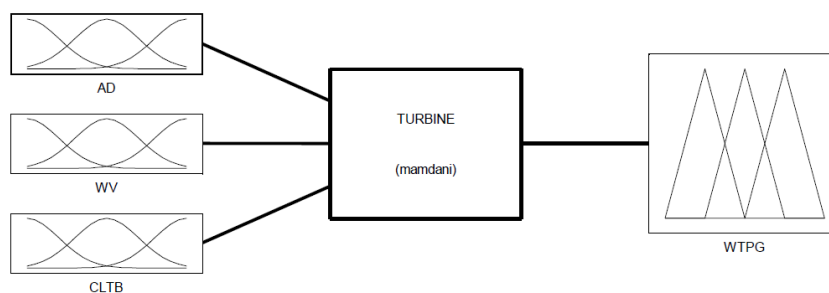 AD
WV
CLTB
TURBINE
(mamdani)
WTPG